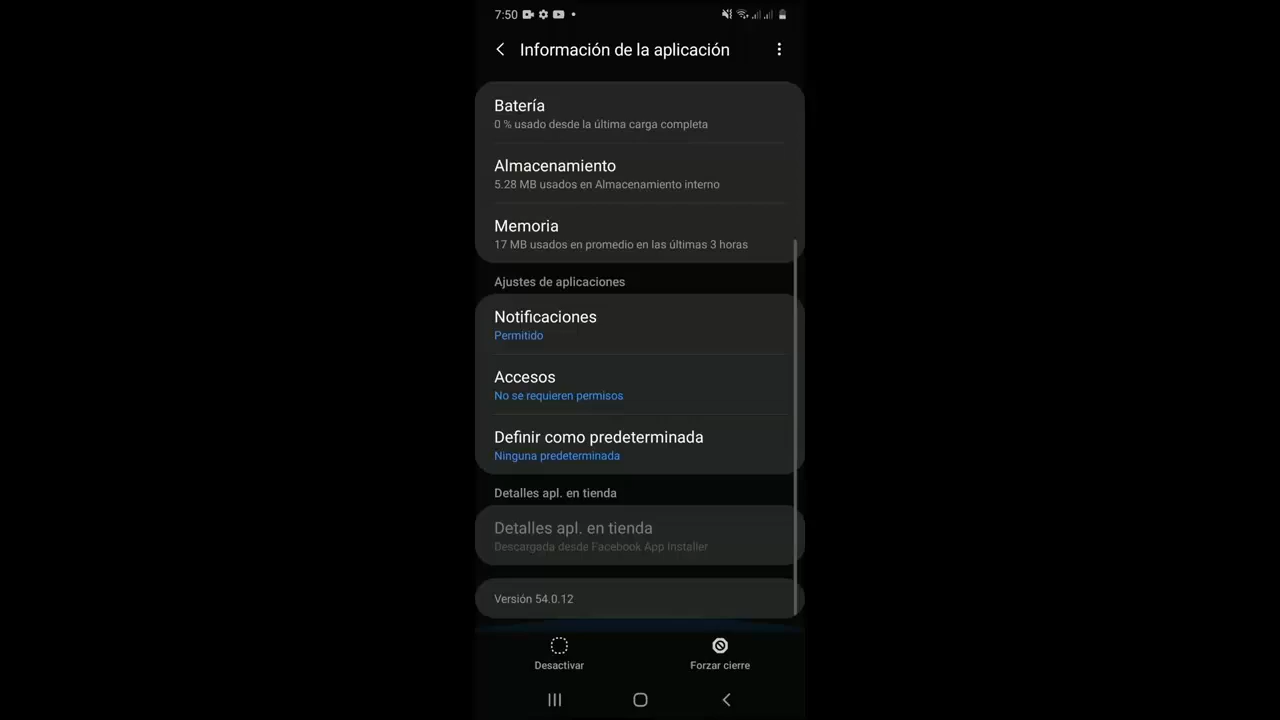 7:50
Información de la aplicación
Batería
0 % usado desde la última carga completa
Almacenamiento
5.28 MB usados en Almacenamiento interno
Memoria
17 MB usados en promedio en las últimas 3 horas
Ajustes de aplicaciones
Notificaciones
Permitido
Accesos
No se requieren permisos
Definir como predeterminada
Ninguna predeterminada
Detalles apl. en tienda
Detalles apl. en tienda
Descargada desde Facebook App Installer
Versión 54.0.12
Desactivar
Forzar cierre